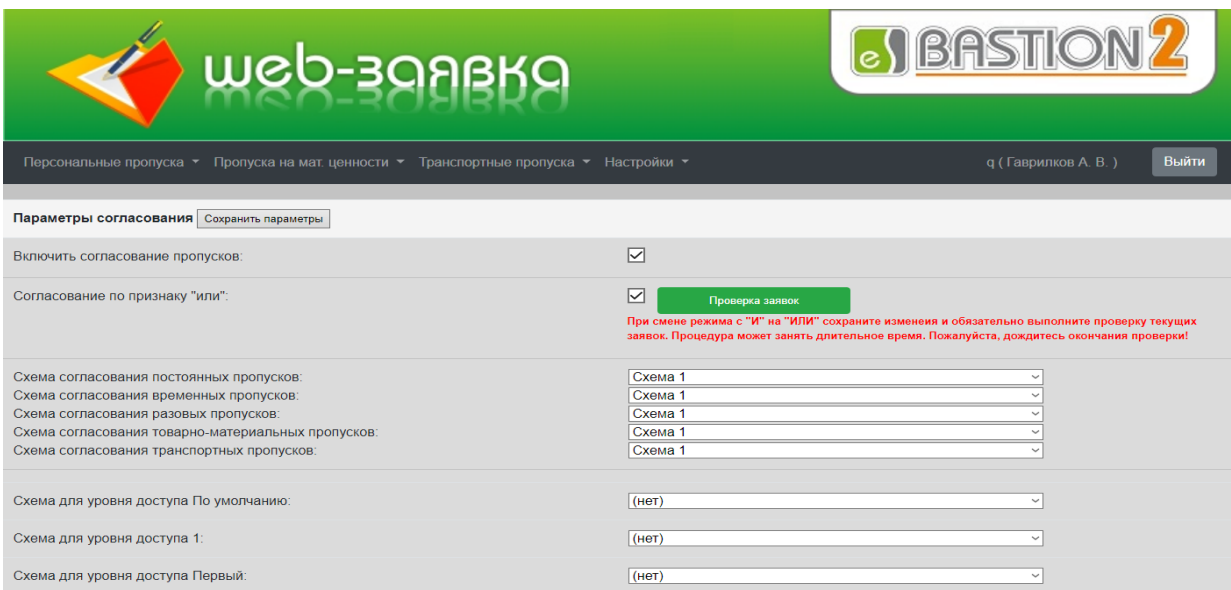 web-заявка
eS BASTION 2
Персональные пропуска Пропуска на мат. ценности Транспортные пропуска Настройки q ( Гаврилков А. В. ) Выйти
Параметры согласования Сохранить параметры
Включить согласование пропусков:
Согласование по признаку "или": Проверка заявок
При смене режима с "И" на "ИЛИ" сохраните изменеия и обязательно выполните проверку текущих
заявок. Процедура может занять длительное время. Пожалуйста, дождитесь окончания проверки!
Схема согласования постоянных пропусков: Схема 1
Схема согласования временных пропусков: Схема 1
Схема согласования разовых пропусков: Схема 1
Схема согласования товарно-материальных пропусков: Схема 1
Схема согласования транспортных пропусков: Схема 1
Схема для уровня доступа По умолчанию: (нет)
Схема для уровня доступа 1: (нет)
Схема для уровня доступа Первый: (нет)